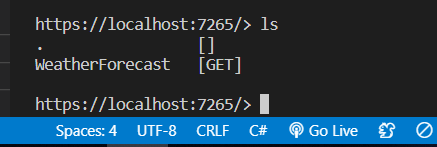 https://localhost:7265/> ls
. []
WeatherForecast [GET]
https://localhost:7265/>
Spaces: 4 UTF-8 CRLF C# Go Live